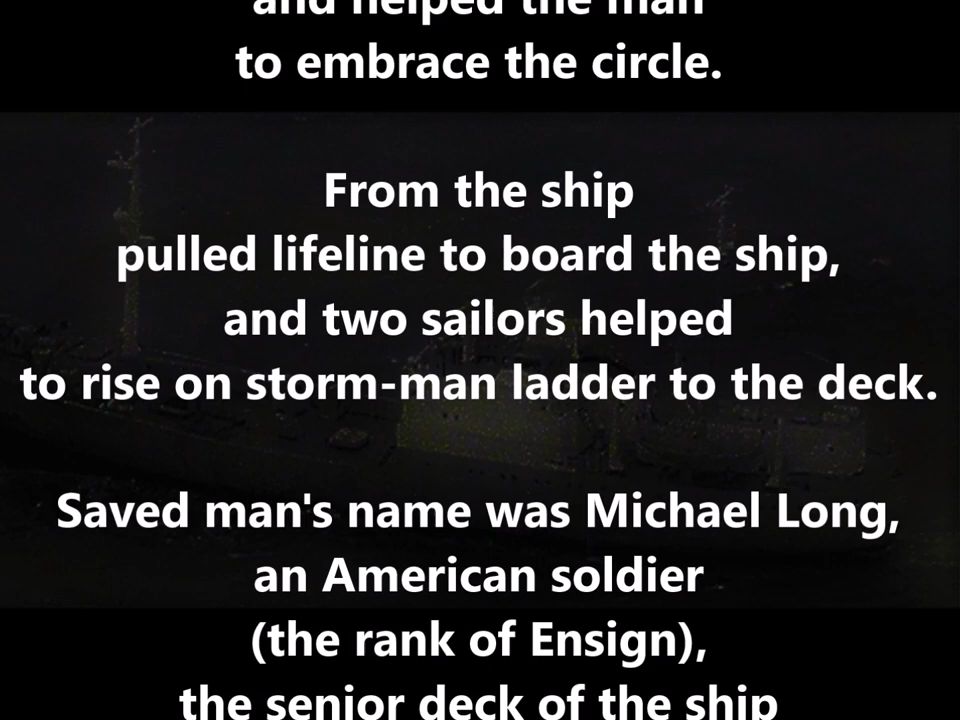 and helped the man
to embrace the circle.
From the ship
pulled lifeline to board the ship,
and two sailors helped
to rise on storm-man ladder to the deck.
Saved man's name was Michael Long,
an American soldier
(the rank of Ensign),
the senior deck of the ship